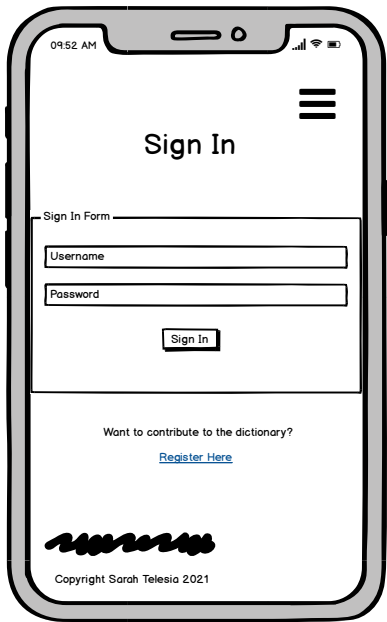 09:52 AM
Sign In
Sign In Form
Username
Password
Sign In
Want to contribute to the dictionary?
Register Here
Copyright Sarah Telesia 2021